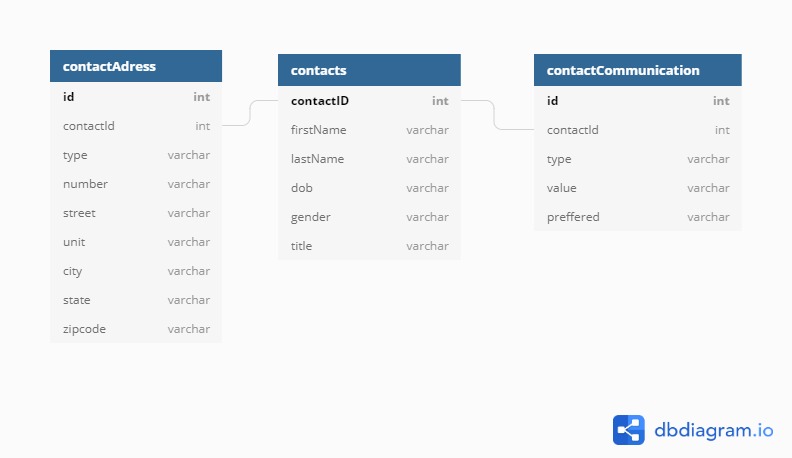 contactAdress
id int
contactId int
type varchar
number varchar
street varchar
unit varchar
city varchar
state varchar
zipcode varchar
contacts
contactID int
firstName varchar
lastName varchar
dob varchar
gender varchar
title varchar
contactCommunication
id int
contactId int
type varchar
value varchar
preffered varchar
dbdiagram.io